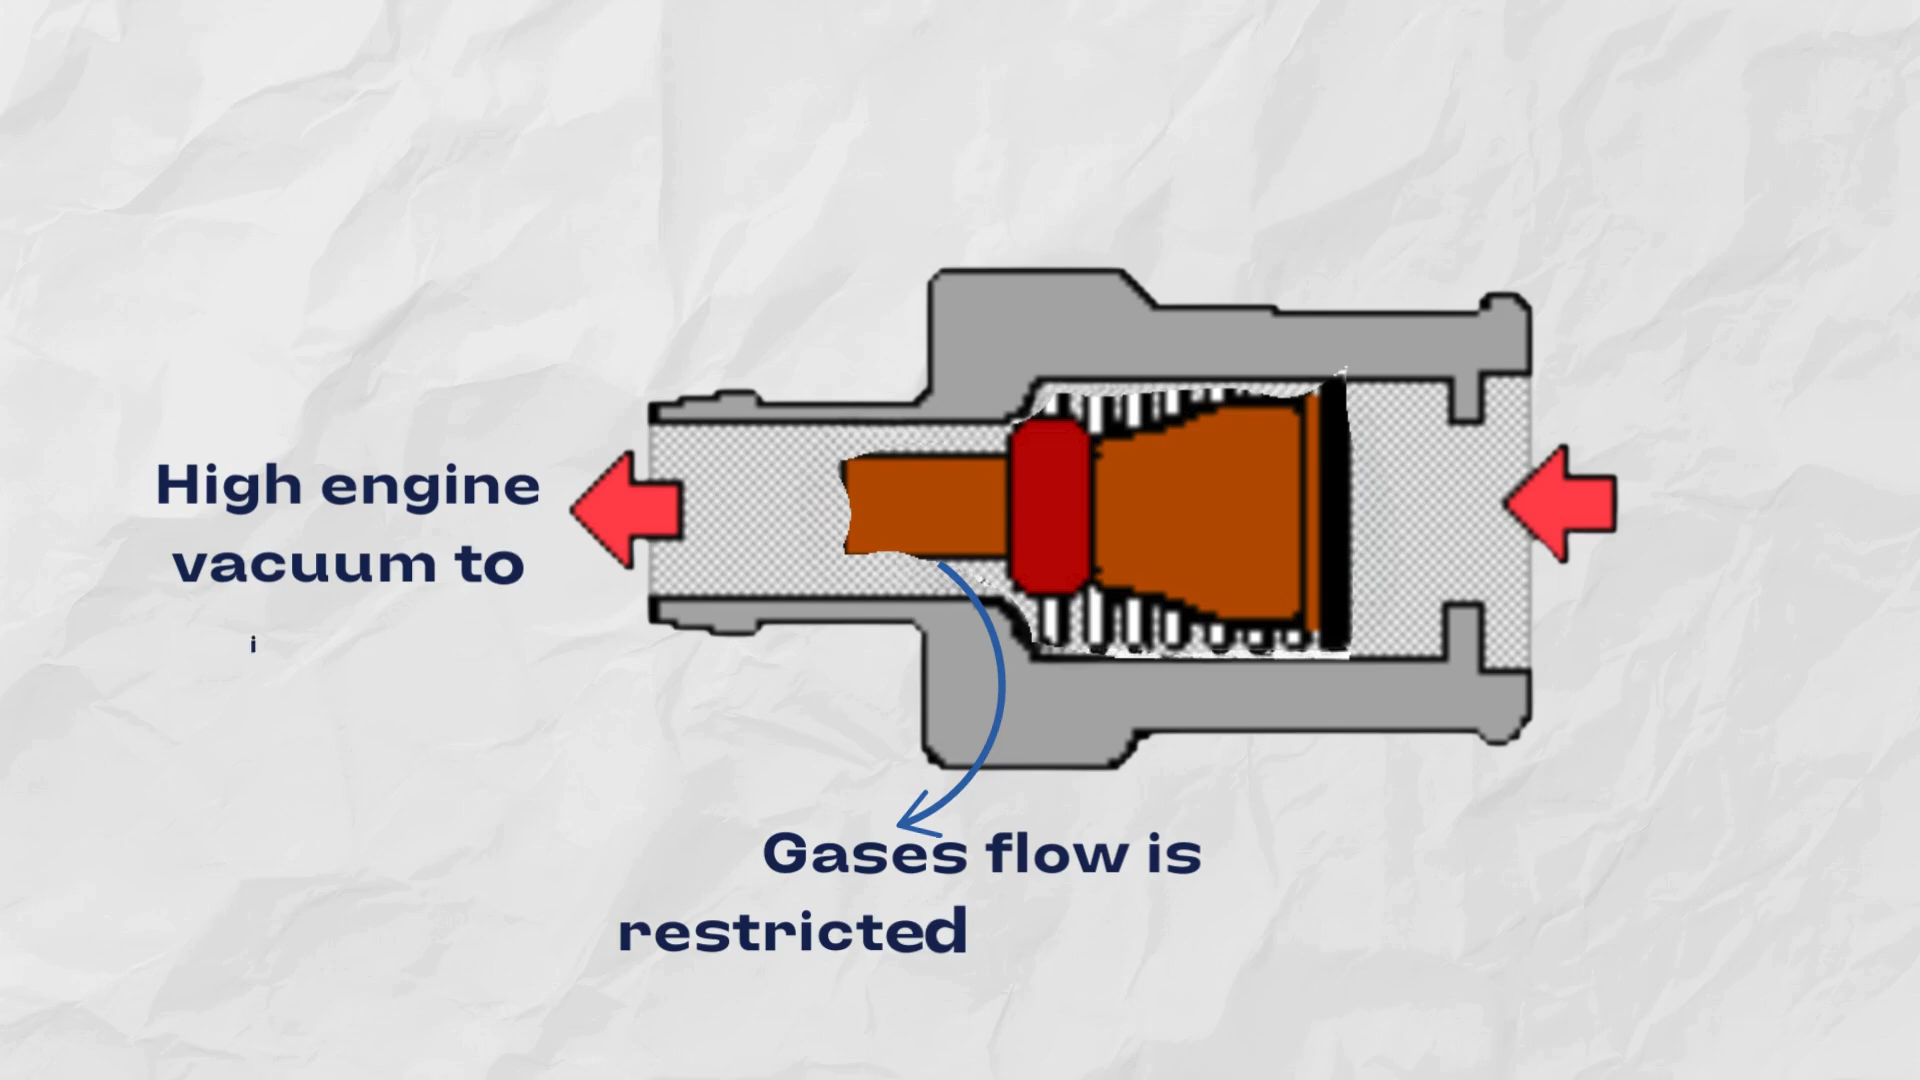 High engine
vacuum to
i
Gases flow is
restricted